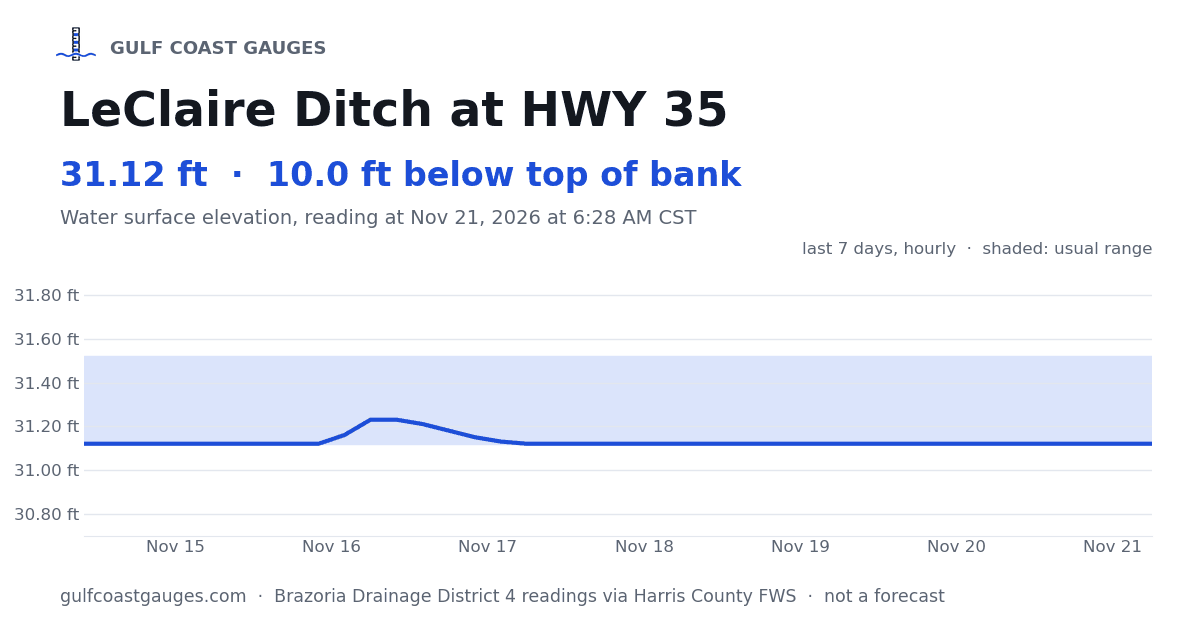 GULF COAST GAUGES
LeClaire Ditch at HWY 35
31.12 ft · 10.0 ft below top of bank
Water surface elevation, reading at Nov 21, 2026 at 6:28 AM CST
last 7 days, hourly · shaded: usual range
31.80 ft
31.60 ft
31.40 ft
31.20 ft
31.00 ft
30.80 ft
Nov 15 Nov 16 Nov 17 Nov 18 Nov 19 Nov 20 Nov 21
gulfcoastgauges.com · Brazoria Drainage District 4 readings via Harris County FWS · not a forecast